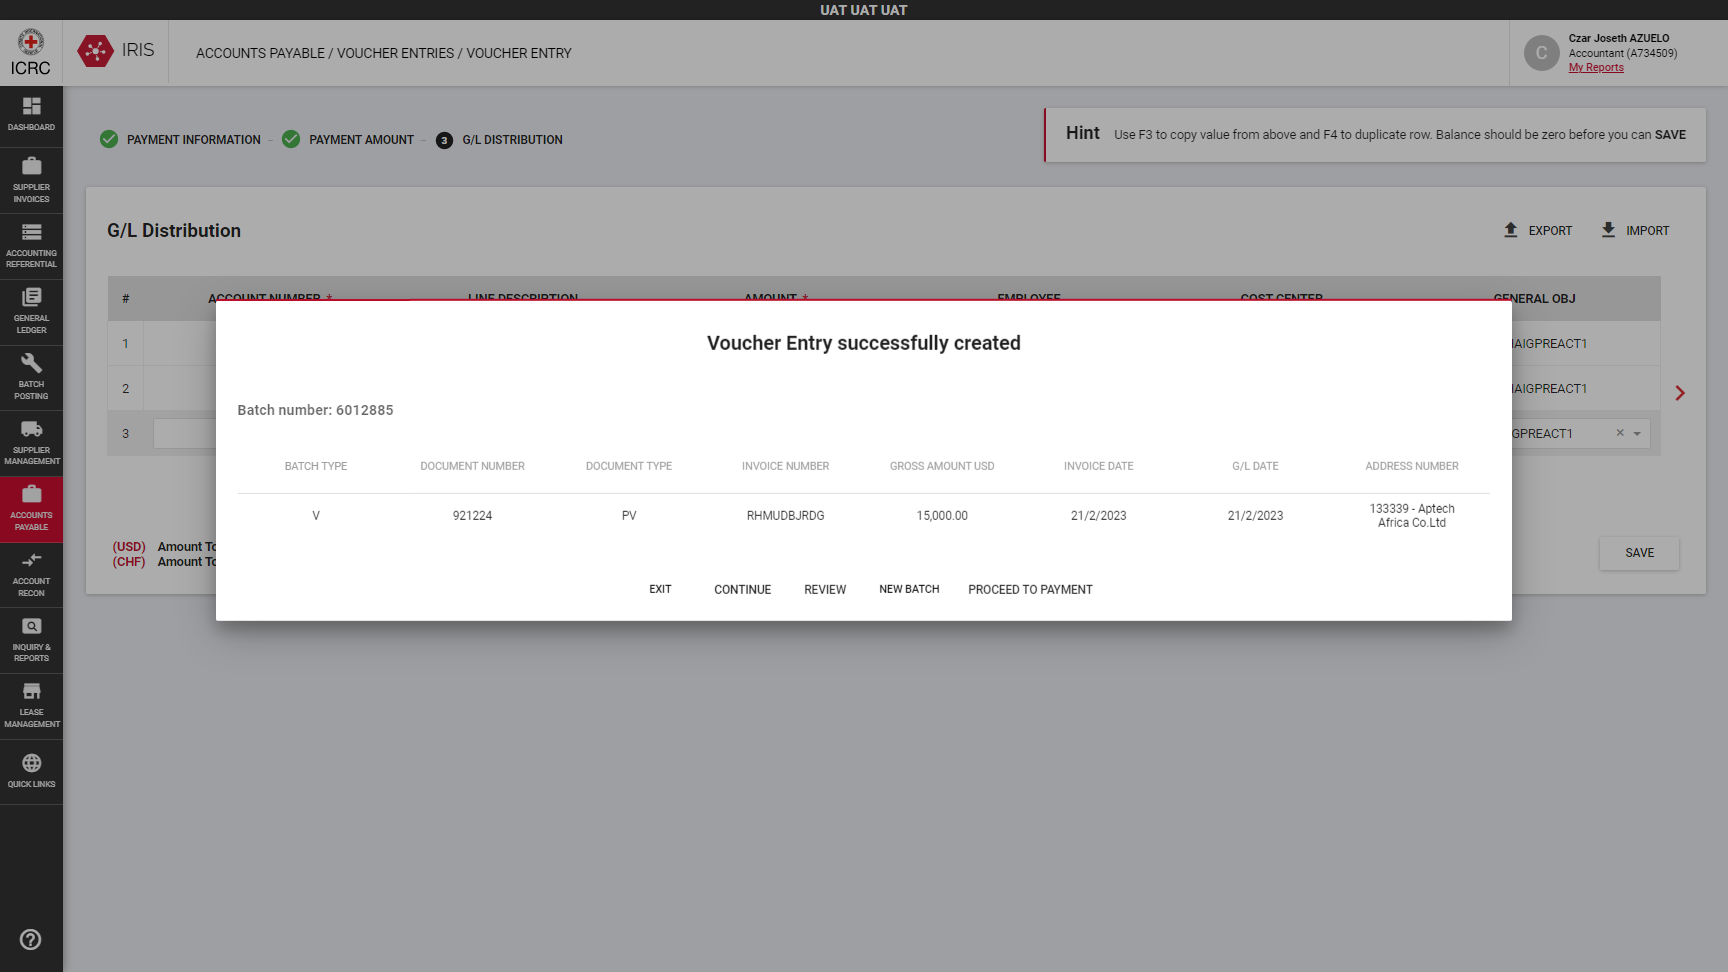 UAT UAT UAT
ICRC
IRIS
ACCOUNTS PAYABLE / VOUCHER ENTRIES / VOUCHER ENTRY
C
Czar Joseth AZUELO
Accountant (A734509)
My Reports
DASHBOARD
SUPPLIER
INVOICES
ACCOUNTING
REFERENTIAL
GENERAL
LEDGER
BATCH
POSTING
SUPPLIER
MANAGEMENT
ACCOUNTS
PAYABLE
ACCOUNT
RECON
INQUIRY &
REPORTS
LEASE
MANAGEMENT
QUICK LINKS
PAYMENT INFORMATION – PAYMENT AMOUNT – 3 G/L DISTRIBUTION
Hint Use F3 to copy value from above and F4 to duplicate row. Balance should be zero before you can SAVE
G/L Distribution
EXPORT IMPORT
# ACCOUNT NUMBER * LINE DESCRIPTION AMOUNT * EMPLOYEE COST CENTER GENERAL OBJ
1 AIGPREACT1
2 AIGPREACT1
3 GPREACT1
(USD) Amount To
(CHF) Amount To
SAVE
Voucher Entry successfully created
Batch number: 6012885
BATCH TYPE DOCUMENT NUMBER DOCUMENT TYPE INVOICE NUMBER GROSS AMOUNT USD INVOICE DATE G/L DATE ADDRESS NUMBER
V 921224 PV RHMUDBJRDG 15,000.00 21/2/2023 21/2/2023 133339 - Aptech
Africa Co.Ltd
EXIT CONTINUE REVIEW NEW BATCH PROCEED TO PAYMENT